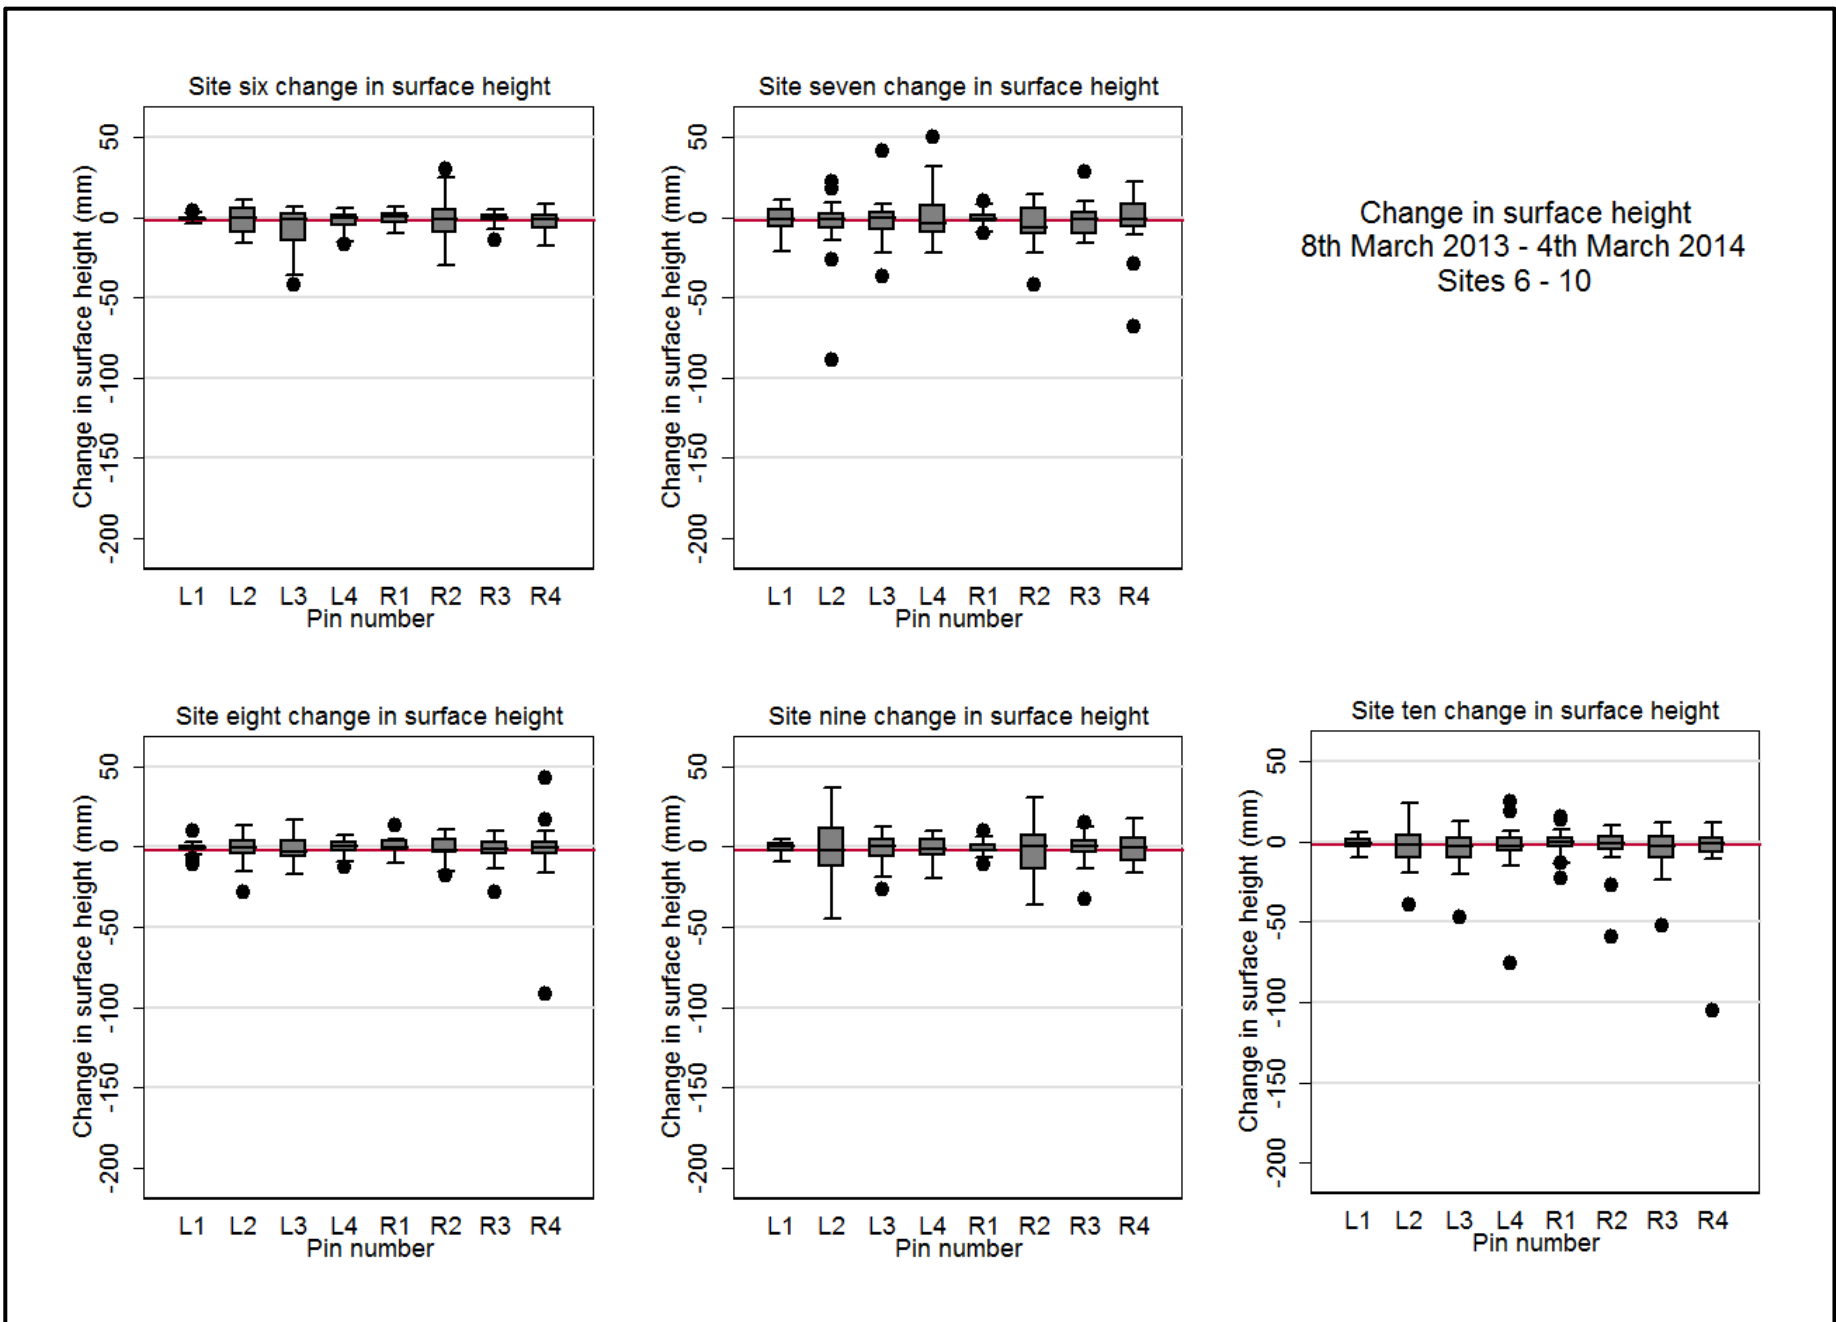 Site six change in surface height
Change in surface height (mm)
50
0
-50
-100
-150
-200
L1 L2 L3 L4 R1 R2 R3 R4
Pin number
Site seven change in surface height
Change in surface height (mm)
50
0
-50
-100
-150
-200
L1 L2 L3 L4 R1 R2 R3 R4
Pin number
Change in surface height
8th March 2013 - 4th March 2014
Sites 6 - 10
Site eight change in surface height
Change in surface height (mm)
50
0
-50
-100
-150
-200
L1 L2 L3 L4 R1 R2 R3 R4
Pin number
Site nine change in surface height
Change in surface height (mm)
50
0
-50
-100
-150
-200
L1 L2 L3 L4 R1 R2 R3 R4
Pin number
Site ten change in surface height
Change in surface height (mm)
50
0
-50
-100
-150
-200
L1 L2 L3 L4 R1 R2 R3 R4
Pin number